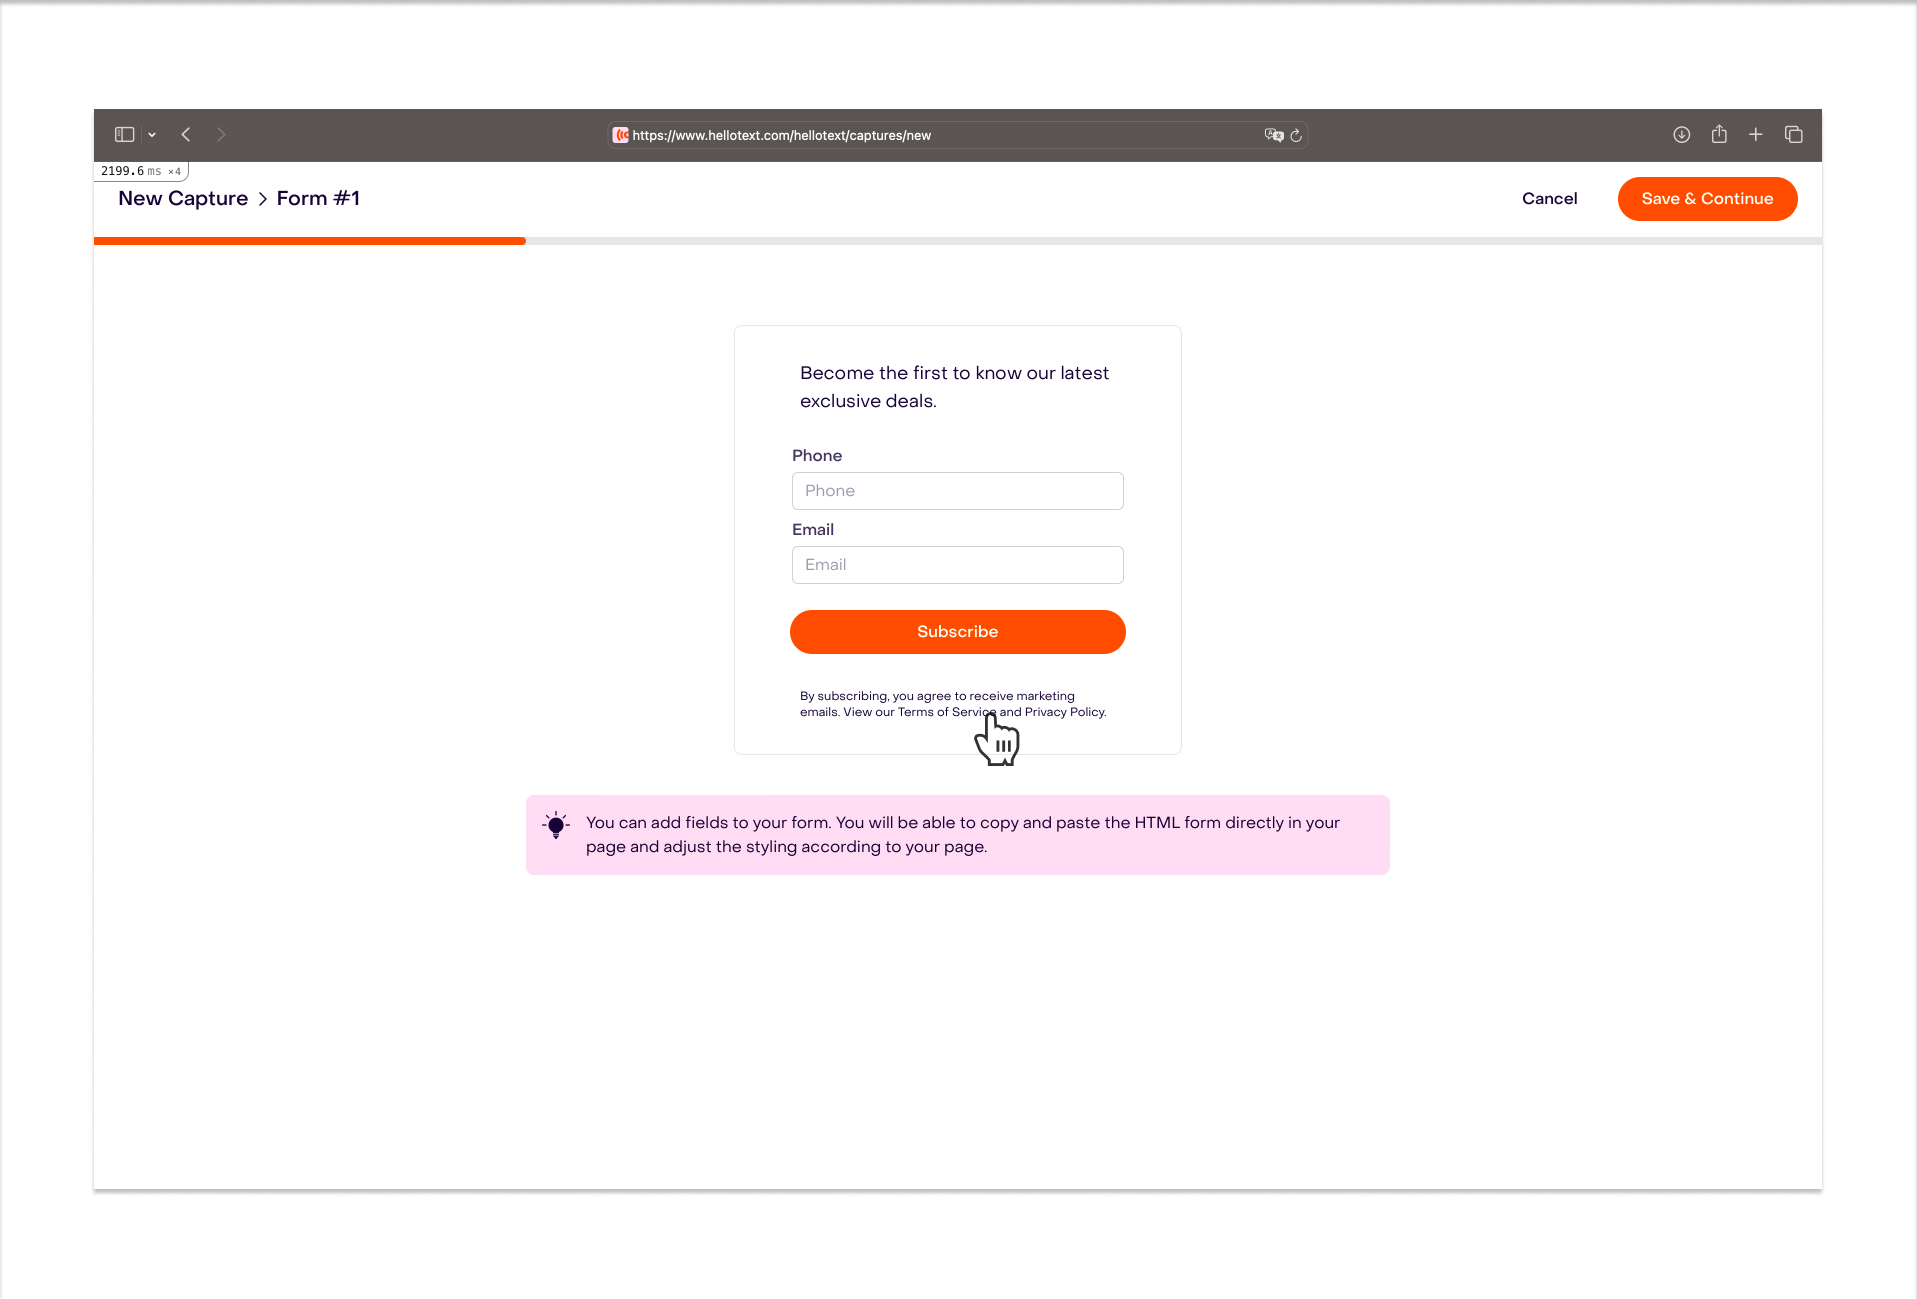 https://www.hellotext.com/hellotext/captures/new
2199.6 ms ×4
New Capture > Form #1
Cancel
Save & Continue
Become the first to know our latest
exclusive deals.
Phone
Phone
Email
Email
Subscribe
By subscribing, you agree to receive marketing
emails. View our Terms of Service and Privacy Policy.
You can add fields to your form. You will be able to copy and paste the HTML form directly in your
page and adjust the styling according to your page.